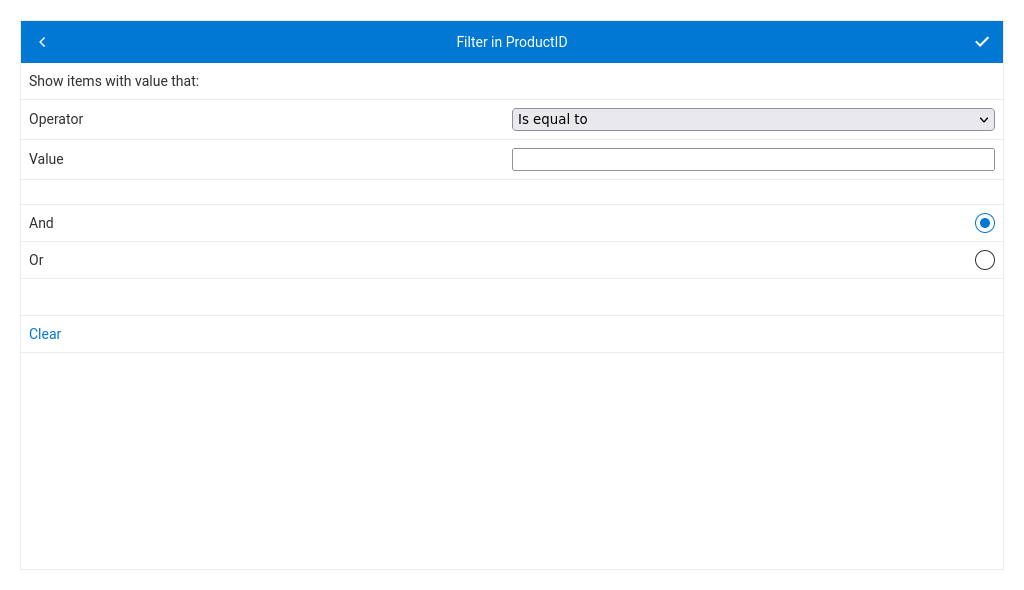 Filter in ProductID
Show items with value that:
Operator
Is equal to
Value
And
Or
Clear